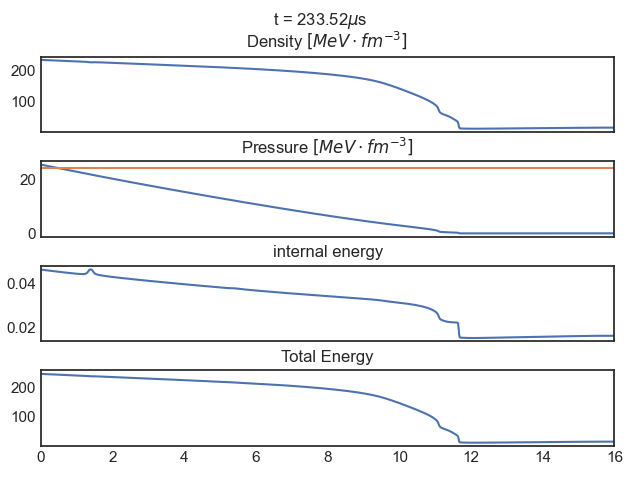 t = 233.52μs
Density [MeV · fm⁻³]
200
100
Pressure [MeV · fm⁻³]
20
0
internal energy
0.04
0.02
Total Energy
200
100
0 2 4 6 8 10 12 14 16